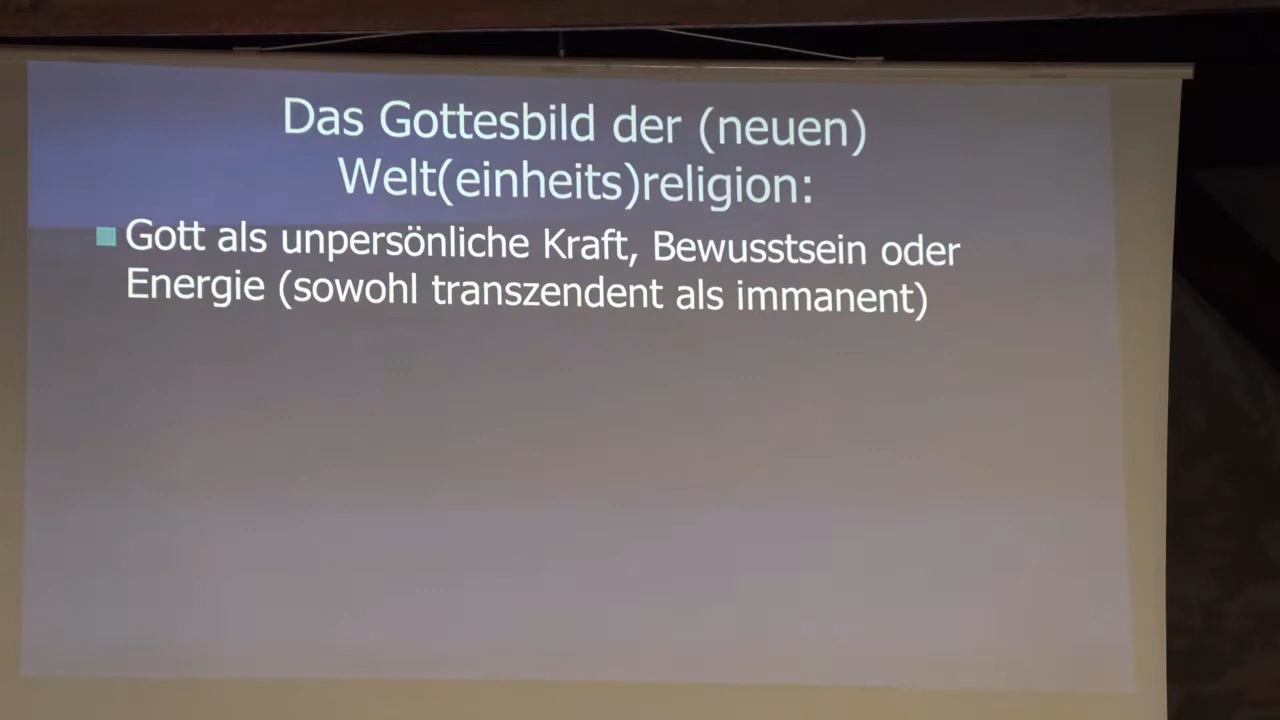 Das Gottesbild der (neuen)
Welt(einheits)religion:
Gott als unpersönliche Kraft, Bewusstsein oder
Energie (sowohl transzendent als immanent)